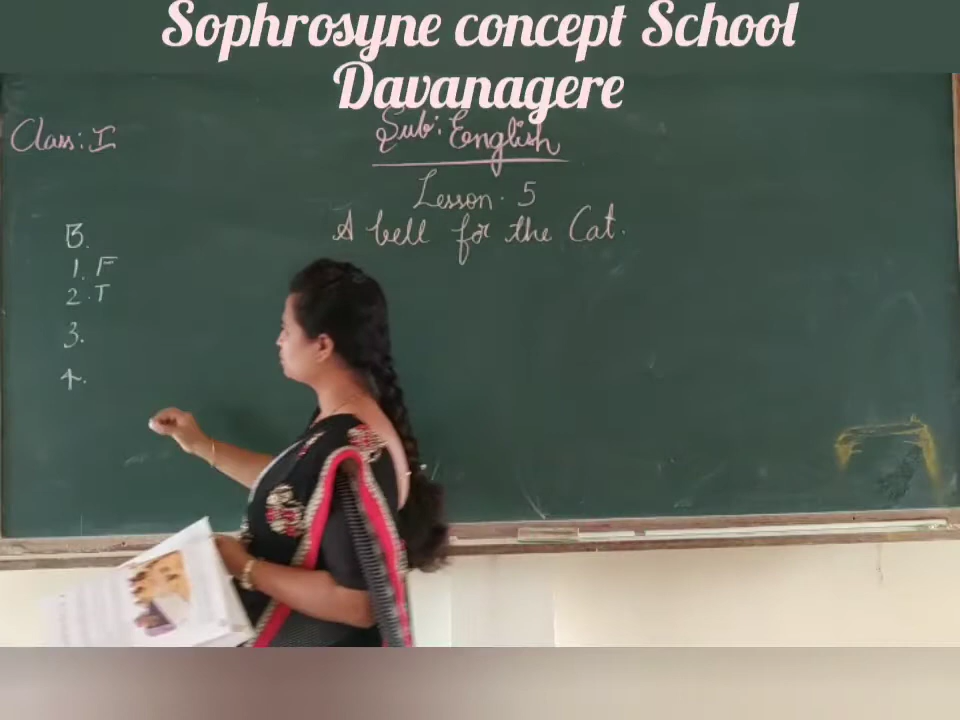 Sophrosyne concept School
Davanagere
Class: I
Sub: English
Lesson. 5
A bell for the Cat.
B.
1. F
2. T
3.
4.